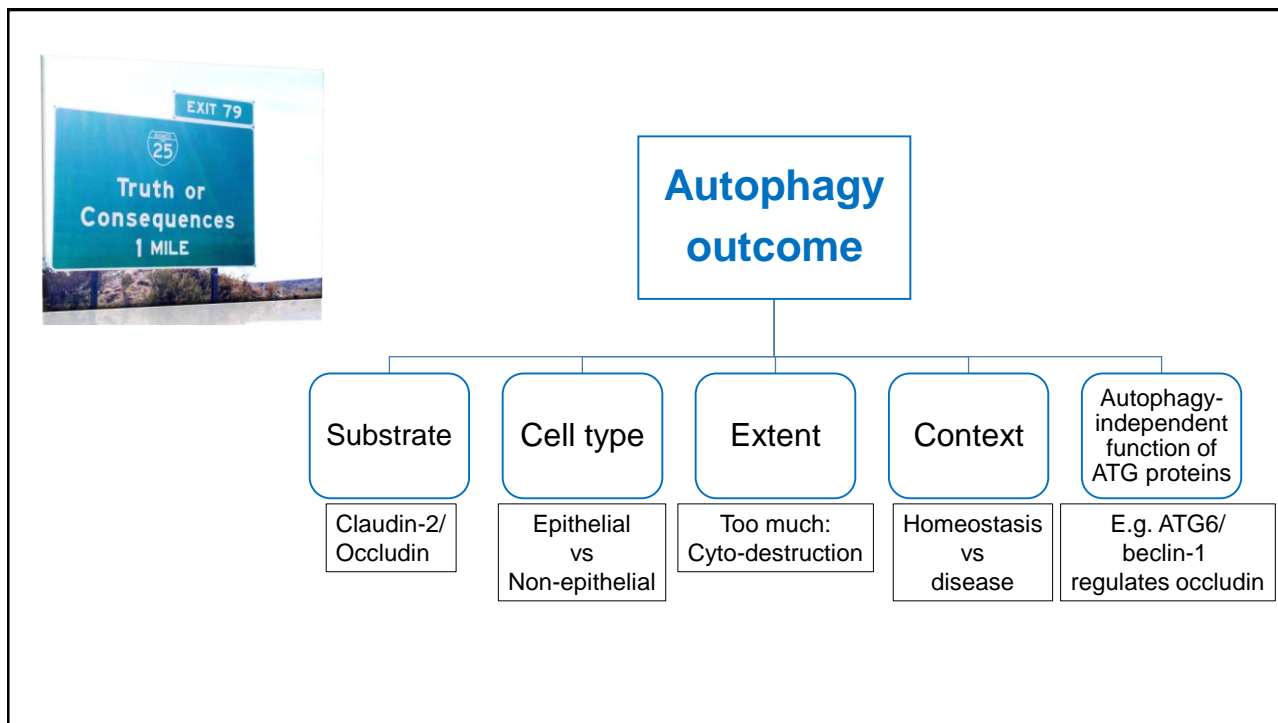 EXIT 79
25
Truth or
Consequences
1 MILE
Autophagy
outcome
Substrate
Cell type
Extent
Context
Autophagy-
independent
function of
ATG proteins
Claudin-2/
Occludin
Epithelial
vs
Non-epithelial
Too much:
Cyto-destruction
Homeostasis
vs
disease
E.g. ATG6/
beclin-1
regulates occludin